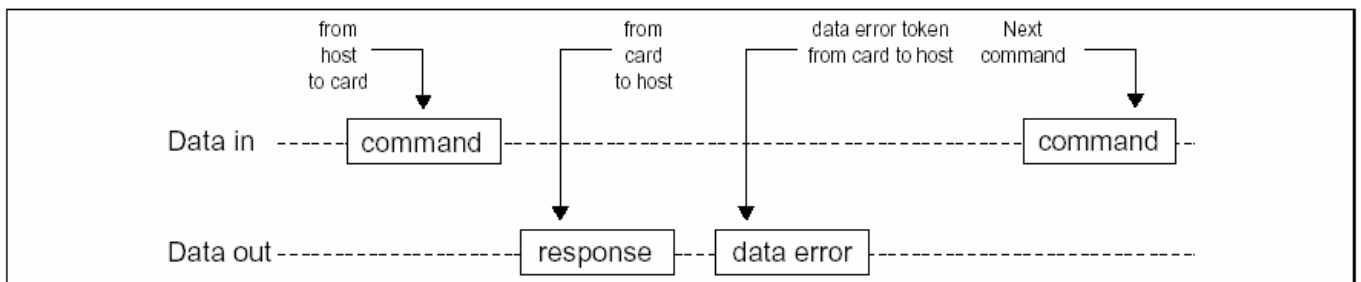 from
host
to card
from
card
to host
data error token
from card to host
Next
command
Data in
command
command
Data out
response
data error